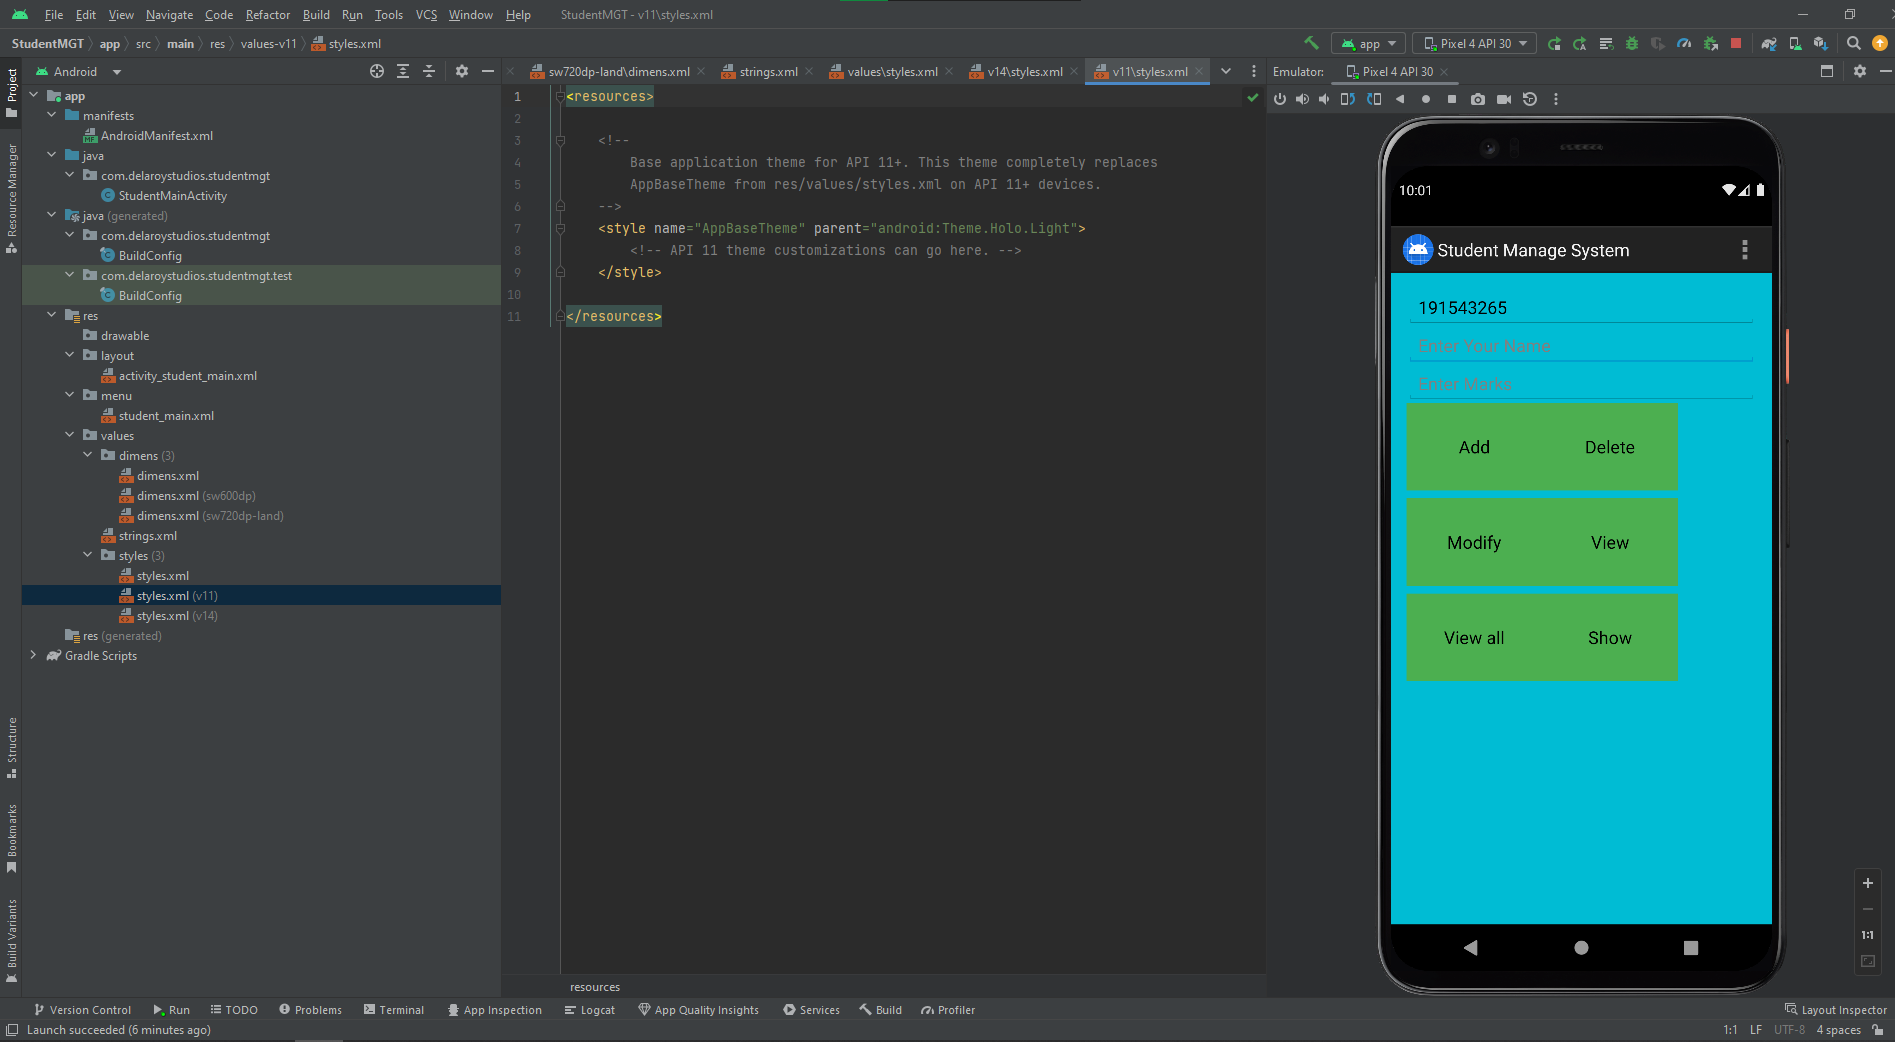 File Edit View Navigate Code Refactor Build Run Tools VCS Window Help StudentMGT - v11\styles.xml
StudentMGT app src main res values-v11 styles.xml
app Pixel 4 API 30
Android
sw720dp-land\dimens.xml strings.xml values\styles.xml v14\styles.xml v11\styles.xml
Emulator: Pixel 4 API 30
Project
Resource Manager
Structure
Bookmarks
Build Variants
app
manifests
AndroidManifest.xml
java
com.delaroystudios.studentmgt
StudentMainActivity
java (generated)
com.delaroystudios.studentmgt
BuildConfig
com.delaroystudios.studentmgt.test
BuildConfig
res
drawable
layout
activity_student_main.xml
menu
student_main.xml
values
dimens (3)
dimens.xml
dimens.xml (sw600dp)
dimens.xml (sw720dp-land)
strings.xml
styles (3)
styles.xml
styles.xml (v11)
styles.xml (v14)
res (generated)
Gradle Scripts
1 <resources>
2
3 <!--
4 Base application theme for API 11+. This theme completely replaces
5 AppBaseTheme from res/values/styles.xml on API 11+ devices.
6 -->
7 <style name="AppBaseTheme" parent="android:Theme.Holo.Light">
8 <!-- API 11 theme customizations can go here. -->
9 </style>
10
11 </resources>
resources
10:01
Student Manage System
191543265
Enter Your Name
Enter Marks
Add Delete
Modify View
View all Show
1:1
Version Control Run TODO Problems Terminal App Inspection Logcat App Quality Insights Services Build Profiler Layout Inspector
Launch succeeded (6 minutes ago) 1:1 LF UTF-8 4 spaces